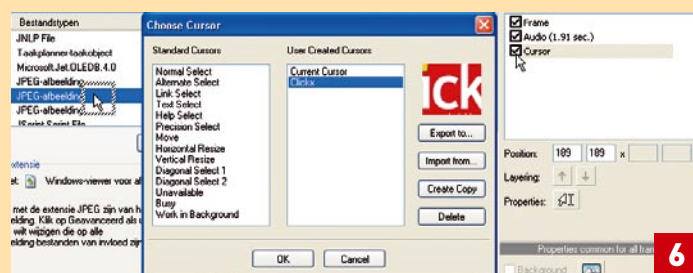 Bestandstypen
JNLP File
Taakplanner-taakobject
Microsoft.Jet.OLEDB.4.0
JPEG-afbeelding
JPEG-afbeelding
JPEG-afbeelding
JScript Script File
extensie
Windows-viewer voor
met de extensie JPEG zijn van
Klik op Geavanceerd als
wilt wijzigen die op alle
bestanden van invloed
Choose Cursor
Standard Cursors
Normal Select
Alternate Select
Link Select
Text Select
Help Select
Precision Select
Move
Horizontal Resize
Vertical Resize
Diagonal Select 1
Diagonal Select 2
Unavailable
Busy
Work in Background
User Created Cursors
Current Cursor
Clickx
ick
Export to...
Import from...
Create Copy
Delete
OK
Cancel
Frame
Audio (1.91 sec.)
Cursor
Position: 189 189 x
Layering:
Properties:
Properties common for all
Background
6